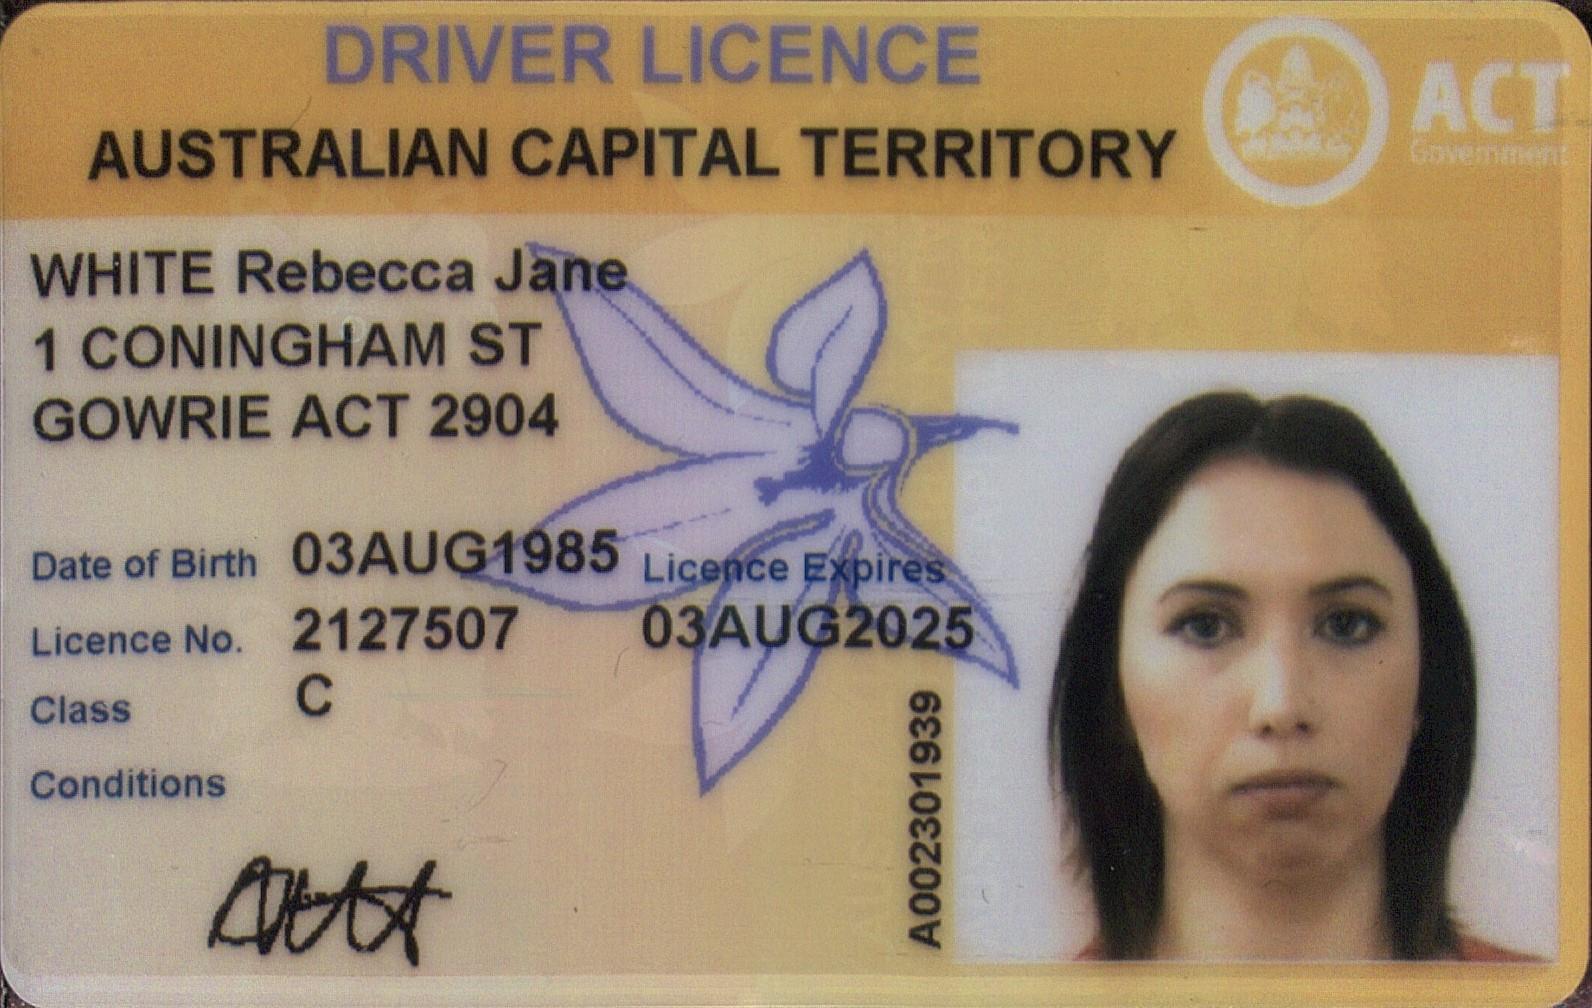 DRIVER LICENCE
AUSTRALIAN CAPITAL TERRITORY
ACT
Government
WHITE Rebecca Jane
1 CONINGHAM ST
GOWRIE ACT 2904
Date of Birth 03AUG1985 Licence Expires
Licence No. 2127507 03AUG2025
Class C
Conditions
A002301939